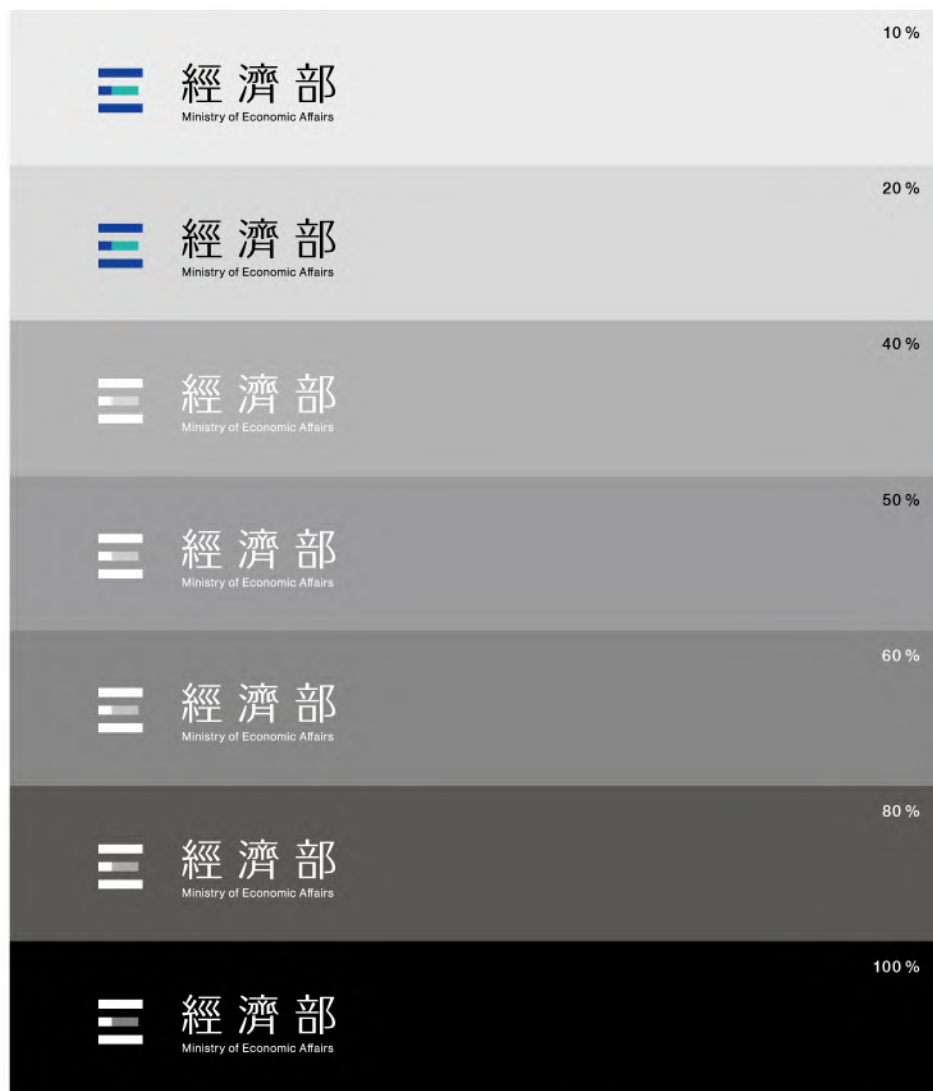 10 %
經濟部
Ministry of Economic Affairs
20 %
經濟部
Ministry of Economic Affairs
40 %
經濟部
Ministry of Economic Affairs
50 %
經濟部
Ministry of Economic Affairs
60 %
經濟部
Ministry of Economic Affairs
80 %
經濟部
Ministry of Economic Affairs
100 %
經濟部
Ministry of Economic Affairs